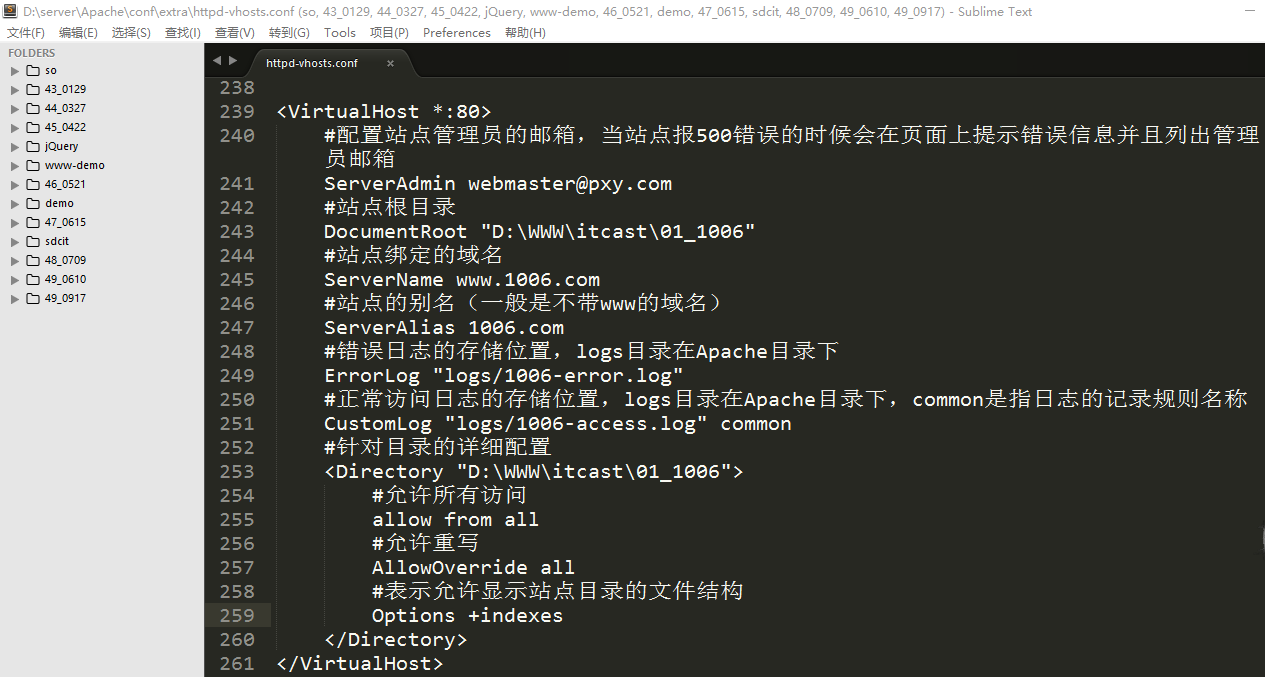 D:\server\Apache\conf\extra\httpd-vhosts.conf (so, 43_0129, 44_0327, 45_0422, jQuery, www-demo, 46_0521, demo, 47_0615, sdcit, 48_0709, 49_0610, 49_0917) - Sublime Text
文件(F) 编辑(E) 选择(S) 查找(I) 查看(V) 转到(G) Tools 项目(P) Preferences 帮助(H)
FOLDERS
so
43_0129
44_0327
45_0422
jQuery
www-demo
46_0521
demo
47_0615
sdcit
48_0709
49_0610
49_0917
httpd-vhosts.conf ×
238
239 <VirtualHost *:80>
240 #配置站点管理员的邮箱，当站点报500错误的时候会在页面上提示错误信息并且列出管理
员邮箱
241 ServerAdmin webmaster@pxy.com
242 #站点根目录
243 DocumentRoot "D:\WWW\itcast\01_1006"
244 #站点绑定的域名
245 ServerName www.1006.com
246 #站点的别名（一般是不带www的域名）
247 ServerAlias 1006.com
248 #错误日志的存储位置，logs目录在Apache目录下
249 ErrorLog "logs/1006-error.log"
250 #正常访问日志的存储位置，logs目录在Apache目录下，common是指日志的记录规则名称
251 CustomLog "logs/1006-access.log" common
252 #针对目录的详细配置
253 <Directory "D:\WWW\itcast\01_1006">
254 #允许所有访问
255 allow from all
256 #允许重写
257 AllowOverride all
258 #表示允许显示站点目录的文件结构
259 Options +indexes
260 </Directory>
261 </VirtualHost>